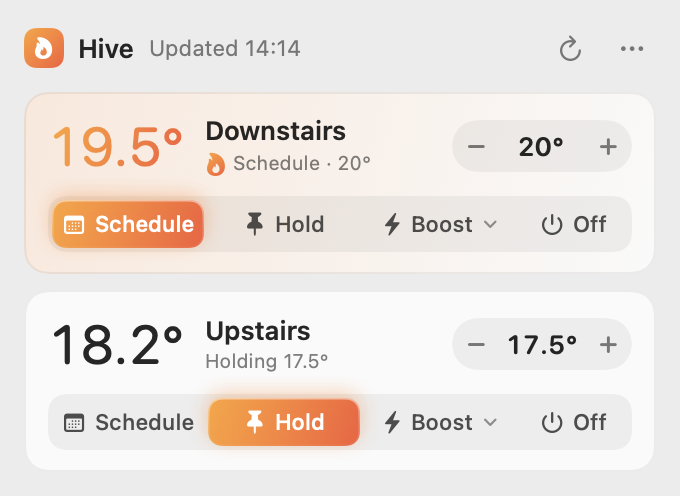 Hive Updated 14:14
19.5° Downstairs
Schedule · 20°
− 20° +
Schedule Hold Boost Off
18.2° Upstairs
Holding 17.5°
− 17.5° +
Schedule Hold Boost Off